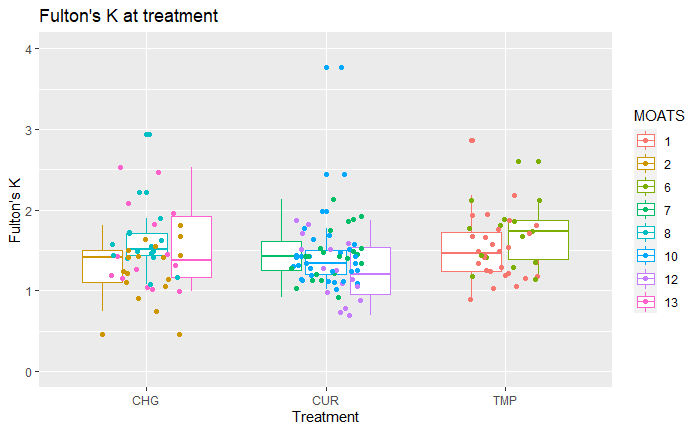 Fulton's K at treatment
4
3
2
1
0
Fulton's K
CHG
CUR
TMP
Treatment
MOATS
1
2
6
7
8
10
12
13